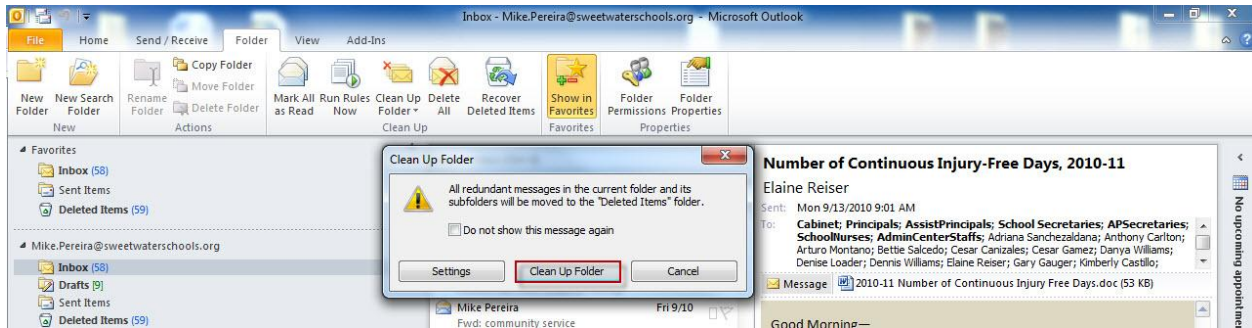 Inbox - Mike.Pereira@sweetwaterschools.org - Microsoft Outlook
File Home Send / Receive Folder View Add-Ins
New Folder
New Search Folder
Rename Folder
Copy Folder
Move Folder
Delete Folder
Mark All as Read
Run Rules Now
Clean Up Folder
Delete All
Recover Deleted Items
Show in Favorites
Folder Permissions
Folder Properties
New Actions Clean Up Favorites Properties
Favorites
Inbox (58)
Sent Items
Deleted Items (59)
Mike.Pereira@sweetwaterschools.org
Inbox (58)
Drafts [9]
Sent Items
Deleted Items (59)
Clean Up Folder
All redundant messages in the current folder and its
subfolders will be moved to the "Deleted Items" folder.
Do not show this message again
Settings Clean Up Folder Cancel
Mike Pereira Fri 9/10
Fwd: community service
Number of Continuous Injury-Free Days, 2010-11
Elaine Reiser
Sent: Mon 9/13/2010 9:01 AM
To: Cabinet; Principals; AssistPrincipals; School Secretaries; APSecretaries;
SchoolNurses; AdminCenterStaffs; Adriana Sanchezaldana; Anthony Carlton;
Arturo Montano; Bettie Salcedo; Cesar Canizales; Cesar Gamez; Danya Williams;
Denise Loader; Dennis Williams; Elaine Reiser; Gary Gauger; Kimberly Castillo;
Message 2010-11 Number of Continuous Injury Free Days.doc (53 KB)
Good Morning—
No upcoming appointme